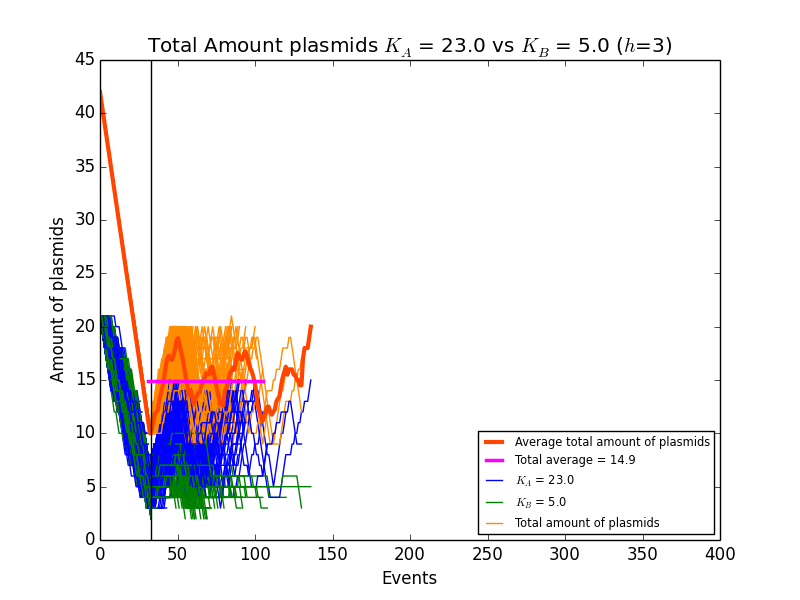 Total Amount plasmids K_A = 23.0 vs K_B = 5.0 (h=3)
45
40
35
30
25
20
15
10
5
0
Amount of plasmids
Average total amount of plasmids
Total average = 14.9
K_A = 23.0
K_B = 5.0
Total amount of plasmids
0 50 100 150 200 250 300 350 400
Events